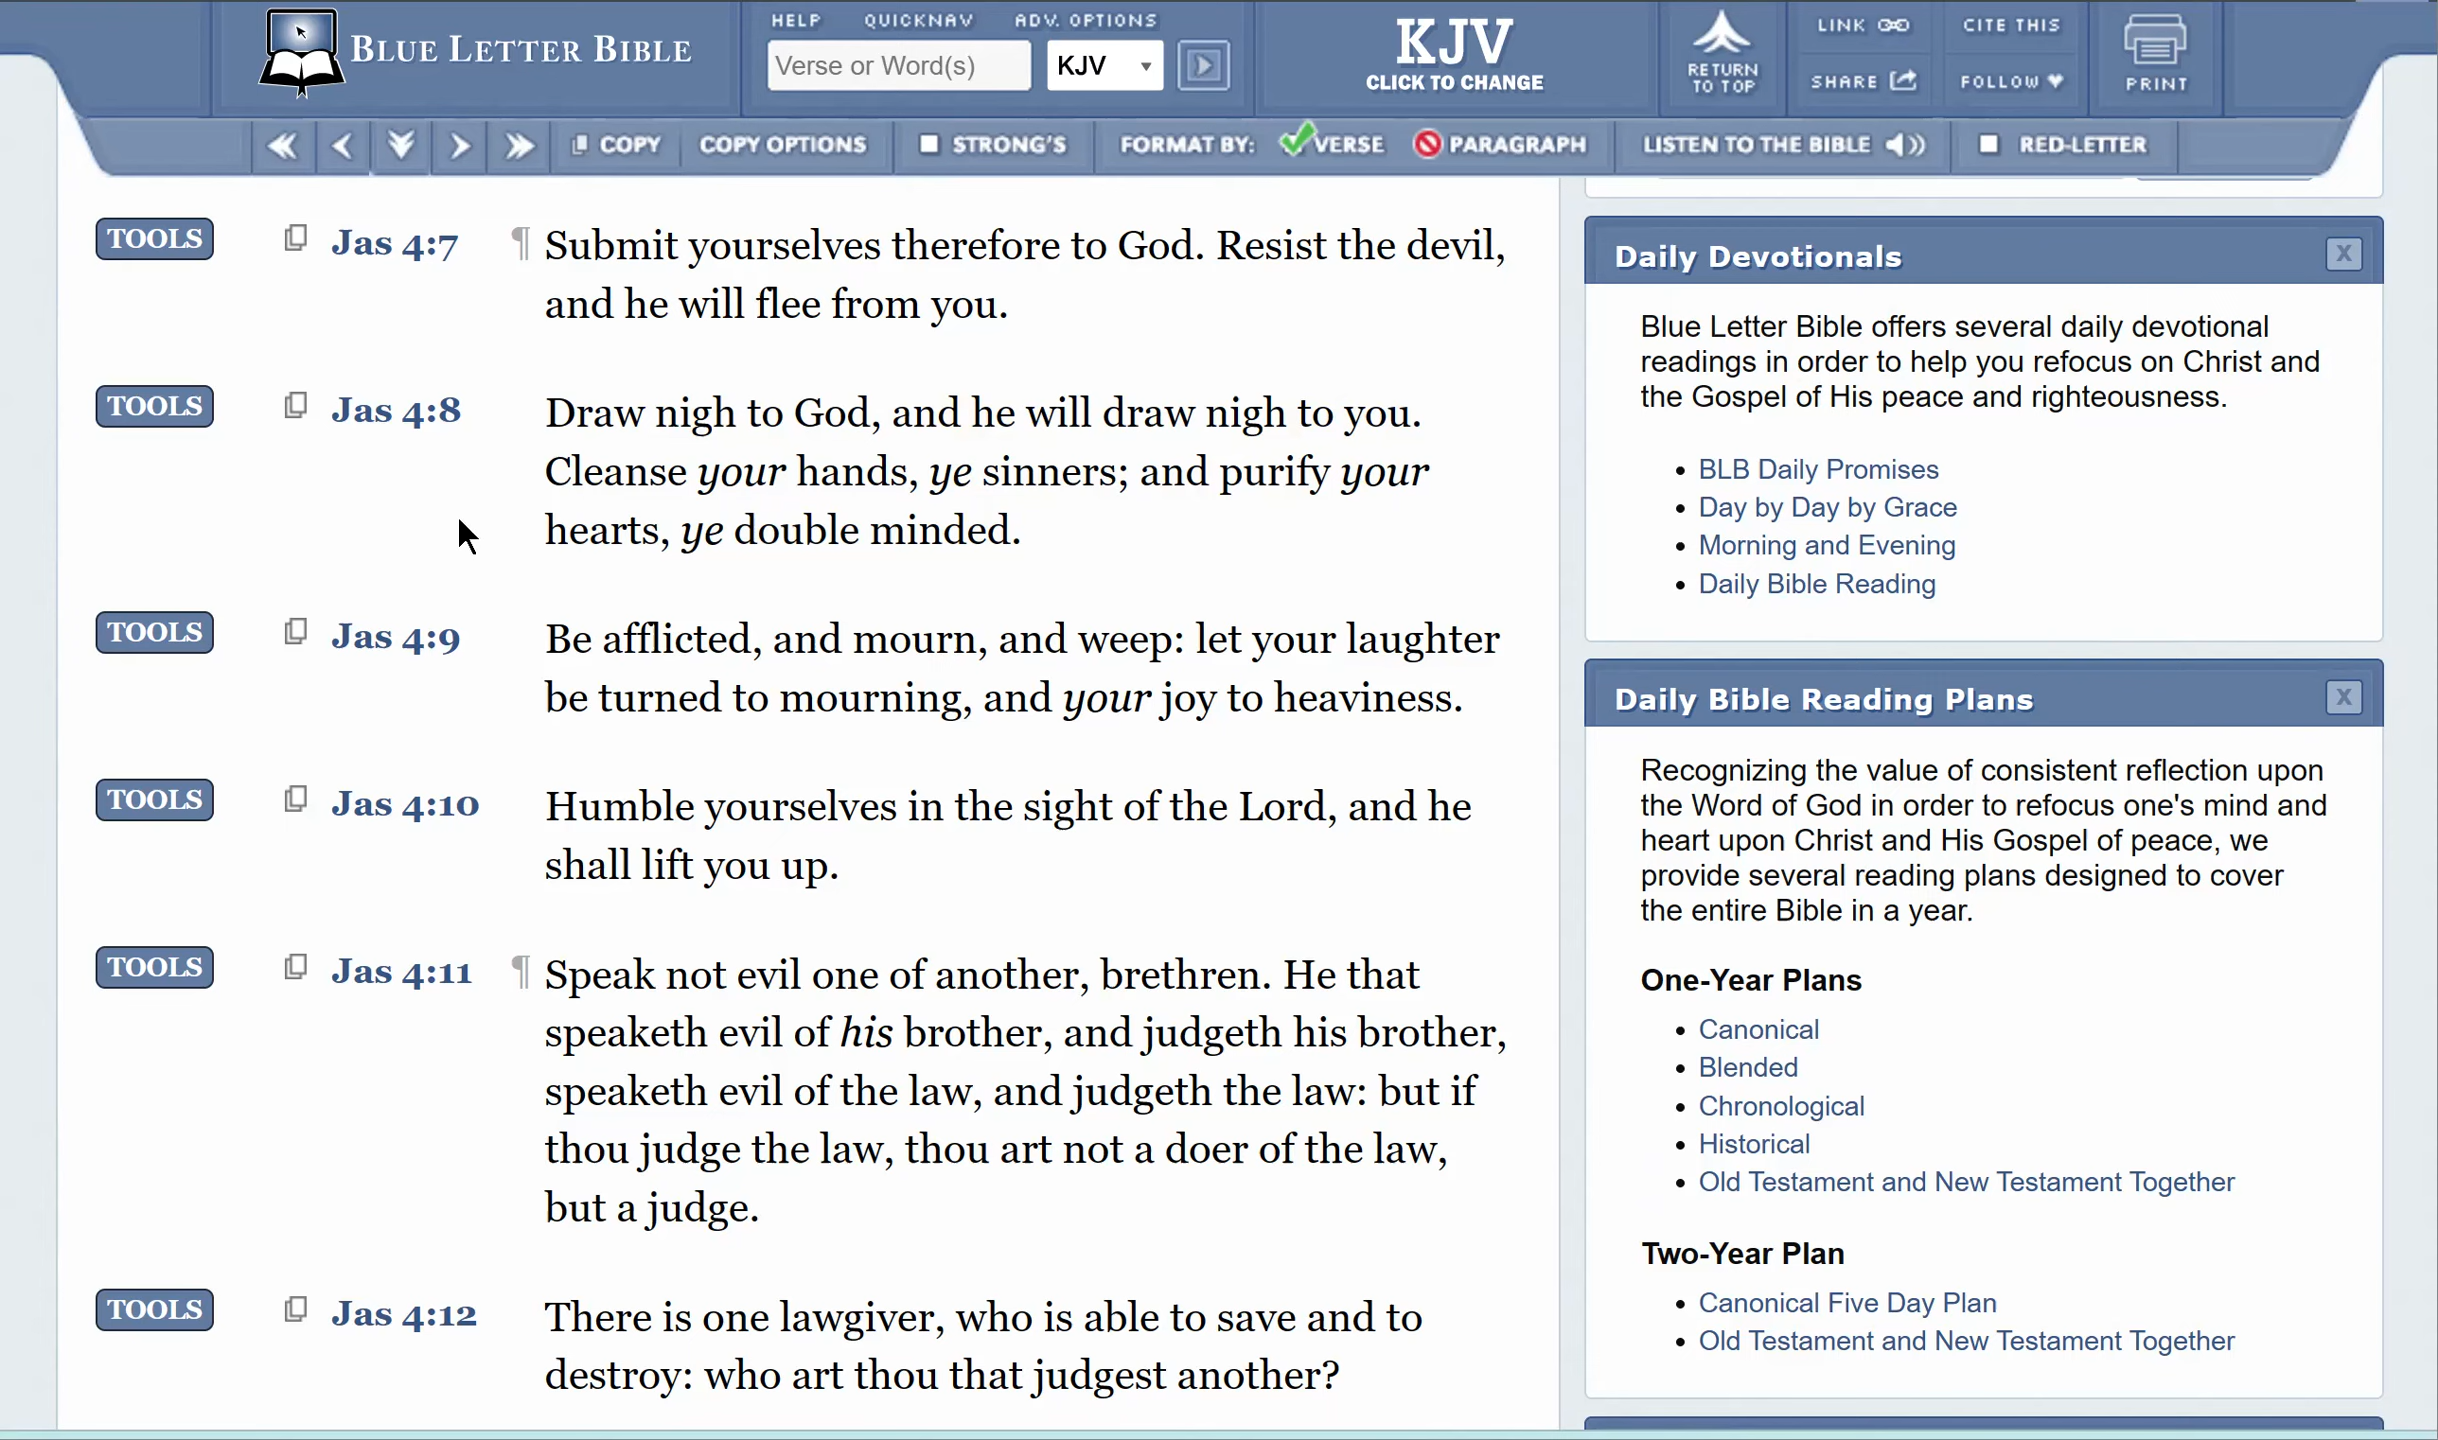 BLUE LETTER BIBLE
HELP QUICKNAV ADV. OPTIONS
Verse or Word(s) KJV
KJV
CLICK TO CHANGE
RETURN
TO TOP
LINK
CITE THIS
SHARE
FOLLOW
PRINT
COPY COPY OPTIONS STRONG'S FORMAT BY: VERSE PARAGRAPH LISTEN TO THE BIBLE RED-LETTER
TOOLS Jas 4:7 ¶ Submit yourselves therefore to God. Resist the devil,
and he will flee from you.
TOOLS Jas 4:8 Draw nigh to God, and he will draw nigh to you.
Cleanse your hands, ye sinners; and purify your
hearts, ye double minded.
TOOLS Jas 4:9 Be afflicted, and mourn, and weep: let your laughter
be turned to mourning, and your joy to heaviness.
TOOLS Jas 4:10 Humble yourselves in the sight of the Lord, and he
shall lift you up.
TOOLS Jas 4:11 ¶ Speak not evil one of another, brethren. He that
speaketh evil of his brother, and judgeth his brother,
speaketh evil of the law, and judgeth the law: but if
thou judge the law, thou art not a doer of the law,
but a judge.
TOOLS Jas 4:12 There is one lawgiver, who is able to save and to
destroy: who art thou that judgest another?
Daily Devotionals X
Blue Letter Bible offers several daily devotional
readings in order to help you refocus on Christ and
the Gospel of His peace and righteousness.
• BLB Daily Promises
• Day by Day by Grace
• Morning and Evening
• Daily Bible Reading
Daily Bible Reading Plans X
Recognizing the value of consistent reflection upon
the Word of God in order to refocus one's mind and
heart upon Christ and His Gospel of peace, we
provide several reading plans designed to cover
the entire Bible in a year.
One-Year Plans
• Canonical
• Blended
• Chronological
• Historical
• Old Testament and New Testament Together
Two-Year Plan
• Canonical Five Day Plan
• Old Testament and New Testament Together